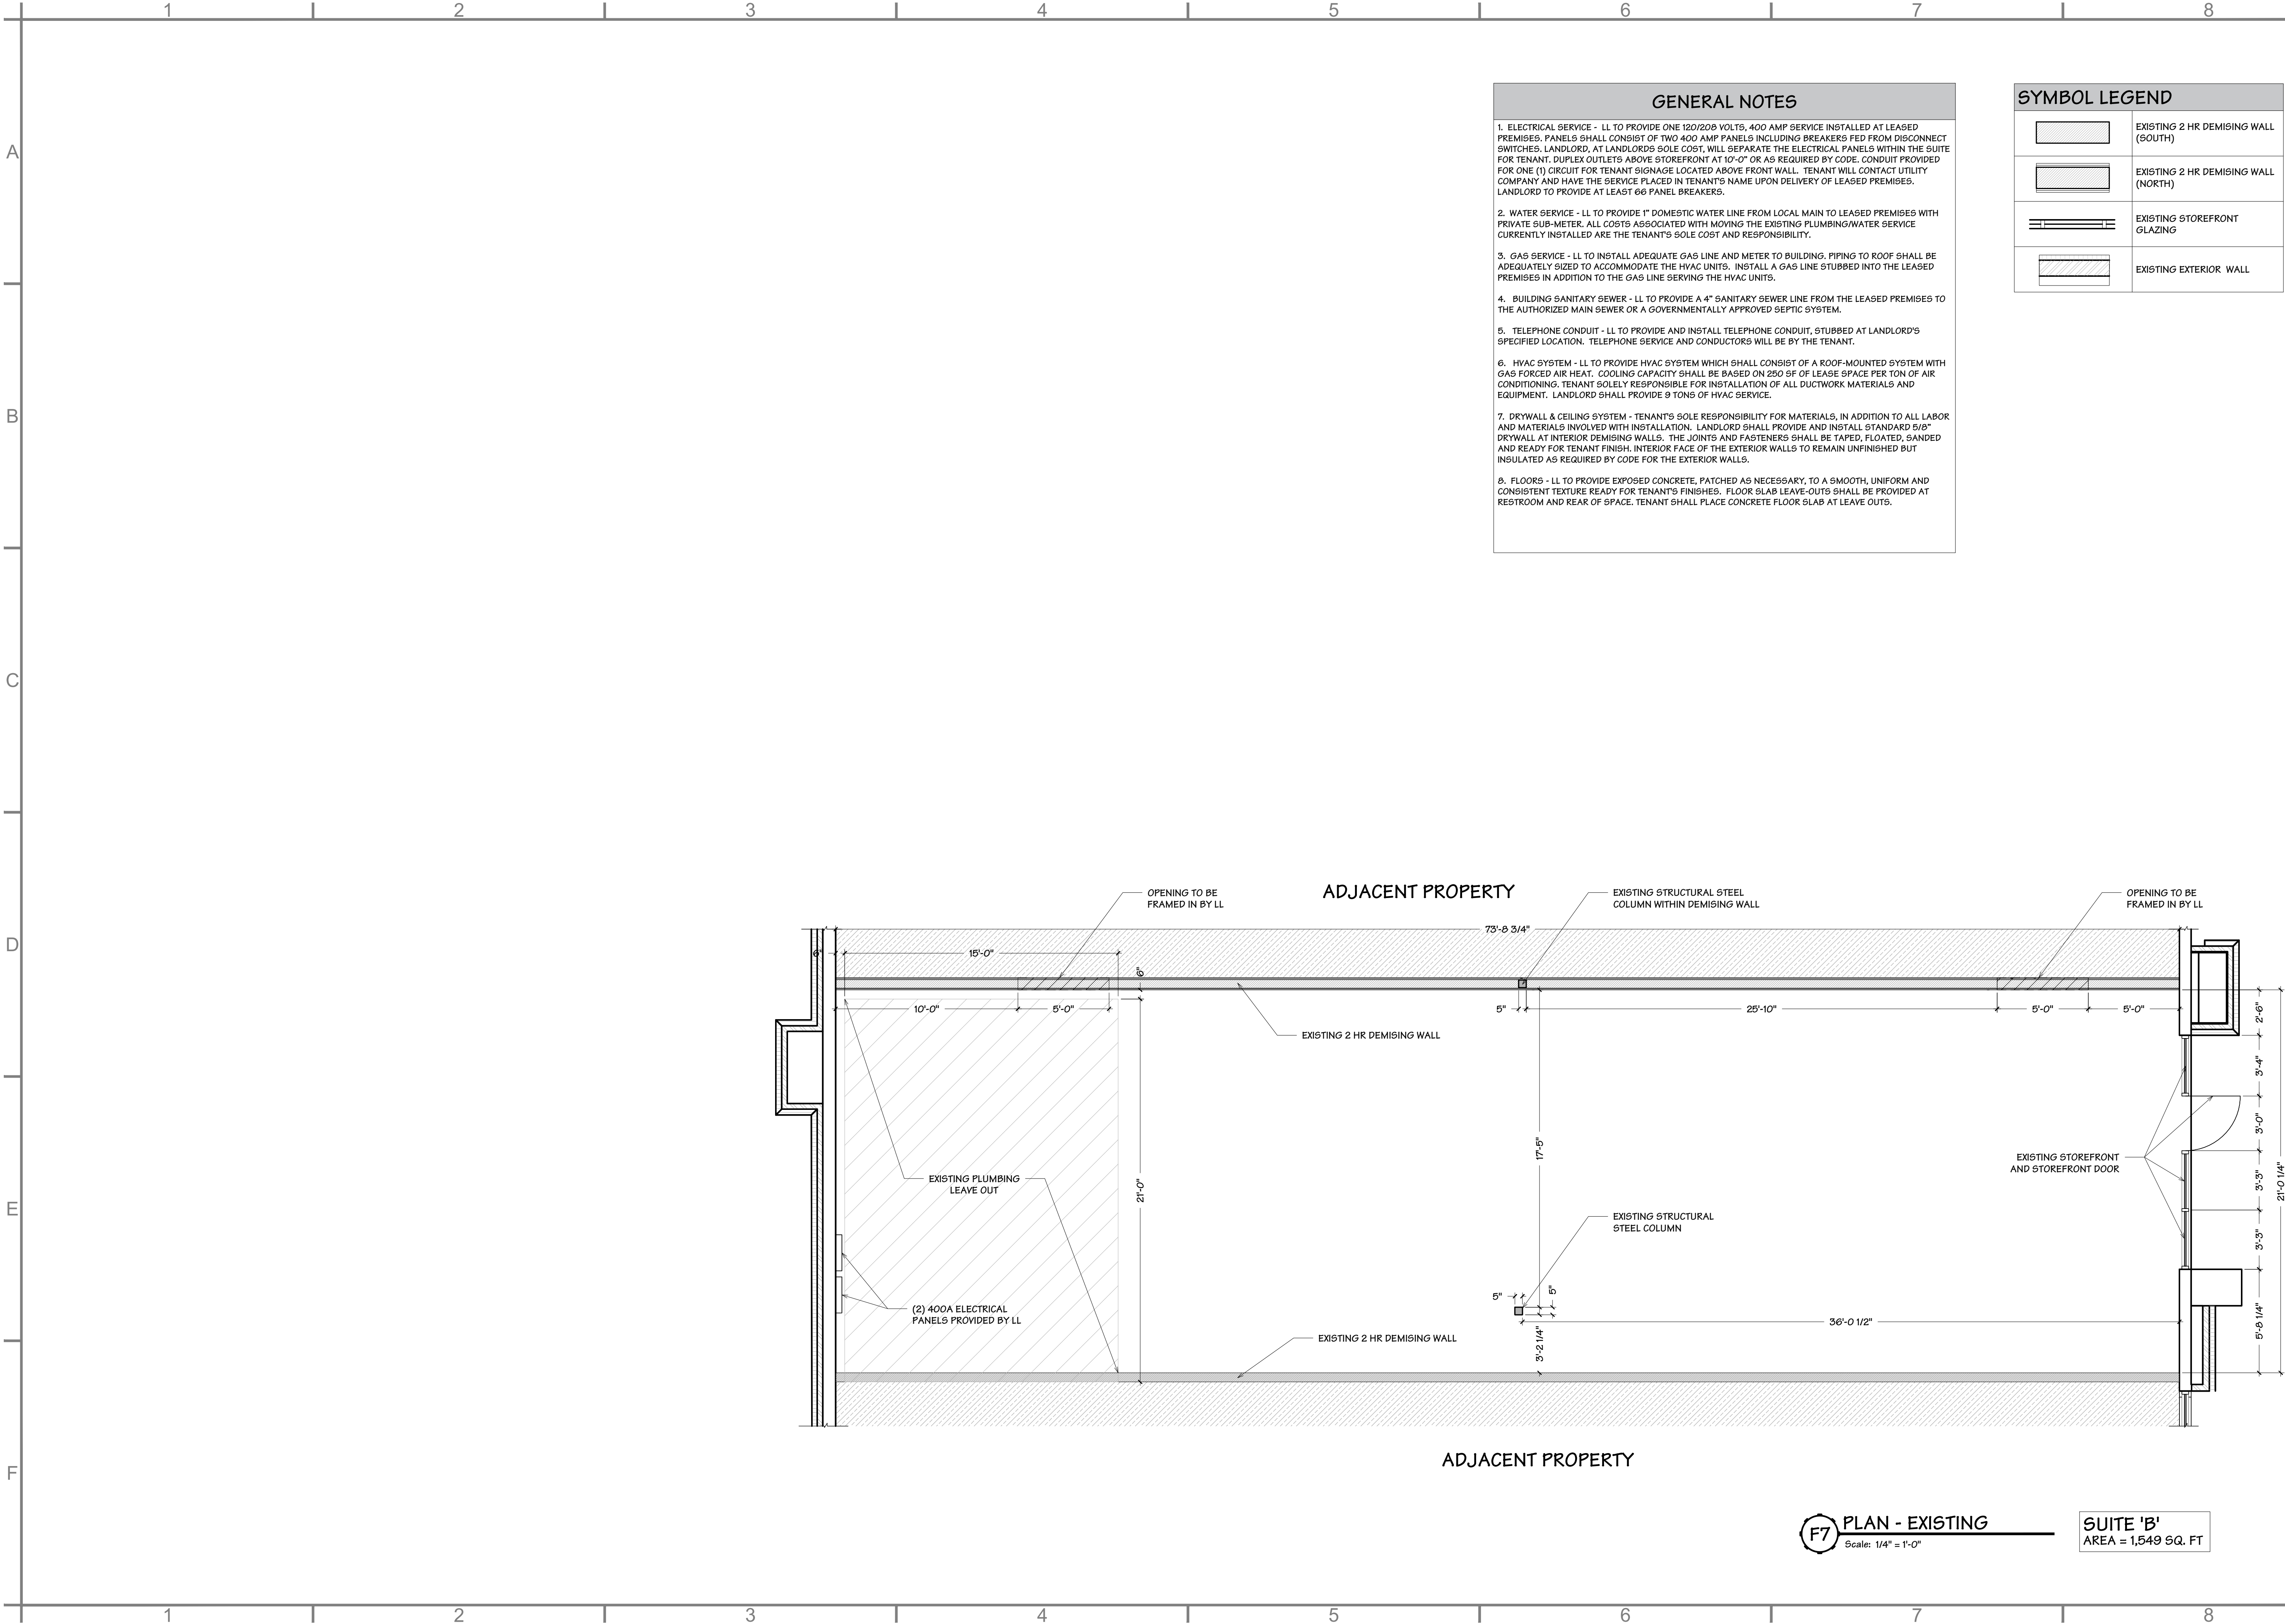 1 2 3 4 5 6 7 8
A
B
C
D
E
F
GENERAL NOTES
1. ELECTRICAL SERVICE - LL TO PROVIDE ONE 120/208 VOLTS, 400 AMP SERVICE INSTALLED AT LEASED
PREMISES. PANELS SHALL CONSIST OF TWO 400 AMP PANELS INCLUDING BREAKERS FED FROM DISCONNECT
SWITCHES. LANDLORD, AT LANDLORDS SOLE COST, WILL SEPARATE THE ELECTRICAL PANELS WITHIN THE SUITE
FOR TENANT. DUPLEX OUTLETS ABOVE STOREFRONT AT 10'-0" OR AS REQUIRED BY CODE. CONDUIT PROVIDED
FOR ONE (1) CIRCUIT FOR TENANT SIGNAGE LOCATED ABOVE FRONT WALL. TENANT WILL CONTACT UTILITY
COMPANY AND HAVE THE SERVICE PLACED IN TENANT'S NAME UPON DELIVERY OF LEASED PREMISES.
LANDLORD TO PROVIDE AT LEAST 66 PANEL BREAKERS.
2. WATER SERVICE - LL TO PROVIDE 1" DOMESTIC WATER LINE FROM LOCAL MAIN TO LEASED PREMISES WITH
PRIVATE SUB-METER. ALL COSTS ASSOCIATED WITH MOVING THE EXISTING PLUMBING/WATER SERVICE
CURRENTLY INSTALLED ARE THE TENANT'S SOLE COST AND RESPONSIBILITY.
3. GAS SERVICE - LL TO INSTALL ADEQUATE GAS LINE AND METER TO BUILDING. PIPING TO ROOF SHALL BE
ADEQUATELY SIZED TO ACCOMMODATE THE HVAC UNITS. INSTALL A GAS LINE STUBBED INTO THE LEASED
PREMISES IN ADDITION TO THE GAS LINE SERVING THE HVAC UNITS.
4. BUILDING SANITARY SEWER - LL TO PROVIDE A 4" SANITARY SEWER LINE FROM THE LEASED PREMISES TO
THE AUTHORIZED MAIN SEWER OR A GOVERNMENTALLY APPROVED SEPTIC SYSTEM.
5. TELEPHONE CONDUIT - LL TO PROVIDE AND INSTALL TELEPHONE CONDUIT, STUBBED AT LANDLORD'S
SPECIFIED LOCATION. TELEPHONE SERVICE AND CONDUCTORS WILL BE BY THE TENANT.
6. HVAC SYSTEM - LL TO PROVIDE HVAC SYSTEM WHICH SHALL CONSIST OF A ROOF-MOUNTED SYSTEM WITH
GAS FORCED AIR HEAT. COOLING CAPACITY SHALL BE BASED ON 250 SF OF LEASE SPACE PER TON OF AIR
CONDITIONING. TENANT SOLELY RESPONSIBLE FOR INSTALLATION OF ALL DUCTWORK MATERIALS AND
EQUIPMENT. LANDLORD SHALL PROVIDE 9 TONS OF HVAC SERVICE.
7. DRYWALL & CEILING SYSTEM - TENANT'S SOLE RESPONSIBILITY FOR MATERIALS, IN ADDITION TO ALL LABOR
AND MATERIALS INVOLVED WITH INSTALLATION. LANDLORD SHALL PROVIDE AND INSTALL STANDARD 5/8"
DRYWALL AT INTERIOR DEMISING WALLS. THE JOINTS AND FASTENERS SHALL BE TAPED, FLOATED, SANDED
AND READY FOR TENANT FINISH. INTERIOR FACE OF THE EXTERIOR WALLS TO REMAIN UNFINISHED BUT
INSULATED AS REQUIRED BY CODE FOR THE EXTERIOR WALLS.
8. FLOORS - LL TO PROVIDE EXPOSED CONCRETE, PATCHED AS NECESSARY, TO A SMOOTH, UNIFORM AND
CONSISTENT TEXTURE READY FOR TENANT'S FINISHES. FLOOR SLAB LEAVE-OUTS SHALL BE PROVIDED AT
RESTROOM AND REAR OF SPACE. TENANT SHALL PLACE CONCRETE FLOOR SLAB AT LEAVE OUTS.
SYMBOL LEGEND
EXISTING 2 HR DEMISING WALL
(SOUTH)
EXISTING 2 HR DEMISING WALL
(NORTH)
EXISTING STOREFRONT
GLAZING
EXISTING EXTERIOR WALL
ADJACENT PROPERTY
OPENING TO BE
FRAMED IN BY LL
EXISTING STRUCTURAL STEEL
COLUMN WITHIN DEMISING WALL
OPENING TO BE
FRAMED IN BY LL
73'-8 3/4"
6"
15'-0"
6"
10'-0"
5'-0"
5"
25'-10"
5'-0"
5'-0"
2'-6"
EXISTING 2 HR DEMISING WALL
3'-4"
3'-0"
17'-5"
EXISTING STOREFRONT
AND STOREFRONT DOOR
3'-3"
21'-0 1/4"
EXISTING PLUMBING
LEAVE OUT
21'-0"
EXISTING STRUCTURAL
STEEL COLUMN
3'-3"
5"
5"
(2) 400A ELECTRICAL
PANELS PROVIDED BY LL
36'-0 1/2"
5'-8 1/4"
EXISTING 2 HR DEMISING WALL
3'-2 1/4"
ADJACENT PROPERTY
F7
PLAN - EXISTING
Scale: 1/4" = 1'-0"
SUITE 'B'
AREA = 1,549 SQ. FT
1 2 3 4 5 6 7 8